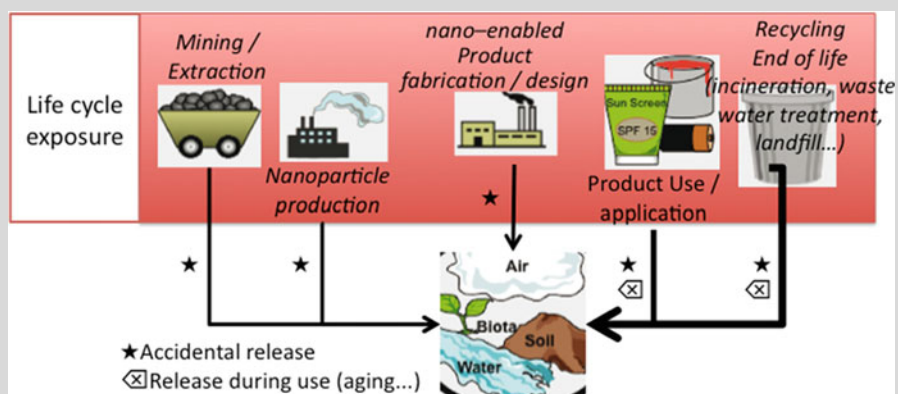 Life cycle
exposure
Mining /
Extraction
Nanoparticle
production
nano–enabled
Product
fabrication / design
Sun Screen
SPF 15
Product Use /
application
Recycling
End of life
(incineration, waste
water treatment,
landfill...)
Air
Biota
Soil
Water
★Accidental release
⌫Release during use (aging...)